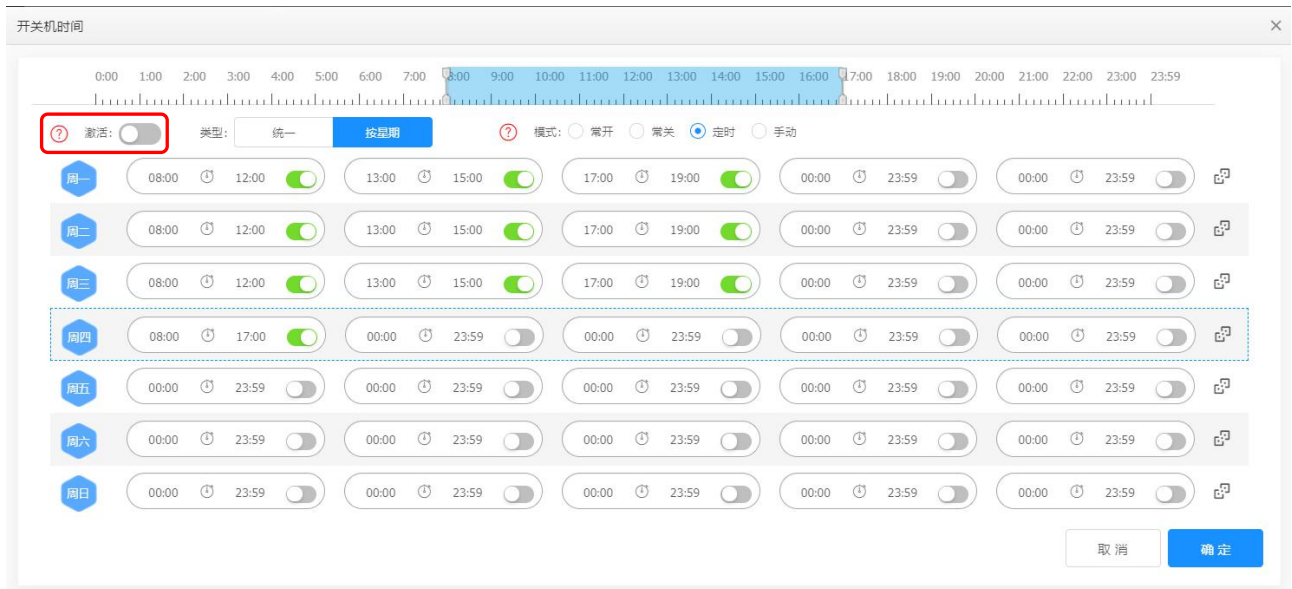 开关机时间
0:00 1:00 2:00 3:00 4:00 5:00 6:00 7:00 8:00 9:00 10:00 11:00 12:00 13:00 14:00 15:00 16:00 17:00 18:00 19:00 20:00 21:00 22:00 23:00 23:59
? 激活: 类型: 统一 按星期 ? 模式: 常开 常关 定时 手动
周一 08:00 12:00 13:00 15:00 17:00 19:00 00:00 23:59 00:00 23:59
周二 08:00 12:00 13:00 15:00 17:00 19:00 00:00 23:59 00:00 23:59
周三 08:00 12:00 13:00 15:00 17:00 19:00 00:00 23:59 00:00 23:59
周四 08:00 17:00 00:00 23:59 00:00 23:59 00:00 23:59 00:00 23:59
周五 00:00 23:59 00:00 23:59 00:00 23:59 00:00 23:59 00:00 23:59
周六 00:00 23:59 00:00 23:59 00:00 23:59 00:00 23:59 00:00 23:59
周日 00:00 23:59 00:00 23:59 00:00 23:59 00:00 23:59 00:00 23:59
取消 确定